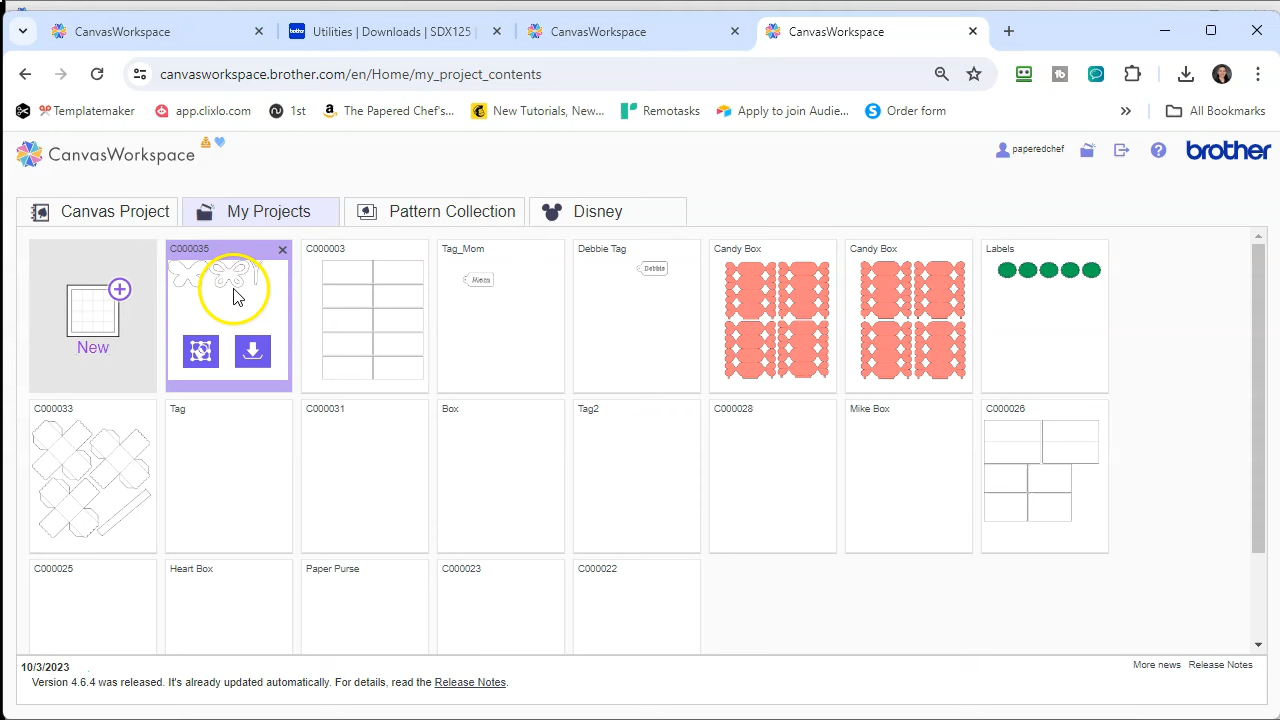 CanvasWorkspace
Utilities | Downloads | SDX125
CanvasWorkspace
CanvasWorkspace
canvasworkspace.brother.com/en/Home/my_project_contents
Templatemaker
app.clixlo.com
1st
The Papered Chef's...
New Tutorials, New...
Remotasks
Apply to join Audie...
Order form
All Bookmarks
CanvasWorkspace
paperedchef
brother
Canvas Project
My Projects
Pattern Collection
Disney
C000035
C000003
Tag_Mom
Debbie Tag
Candy Box
Candy Box
Labels
Mom
Debbie
New
C000033
Tag
C000031
Box
Tag2
C000028
Mike Box
C000026
C000025
Heart Box
Paper Purse
C000023
C000022
10/3/2023
More news
Release Notes
Version 4.6.4 was released. It's already updated automatically. For details, read the Release Notes.